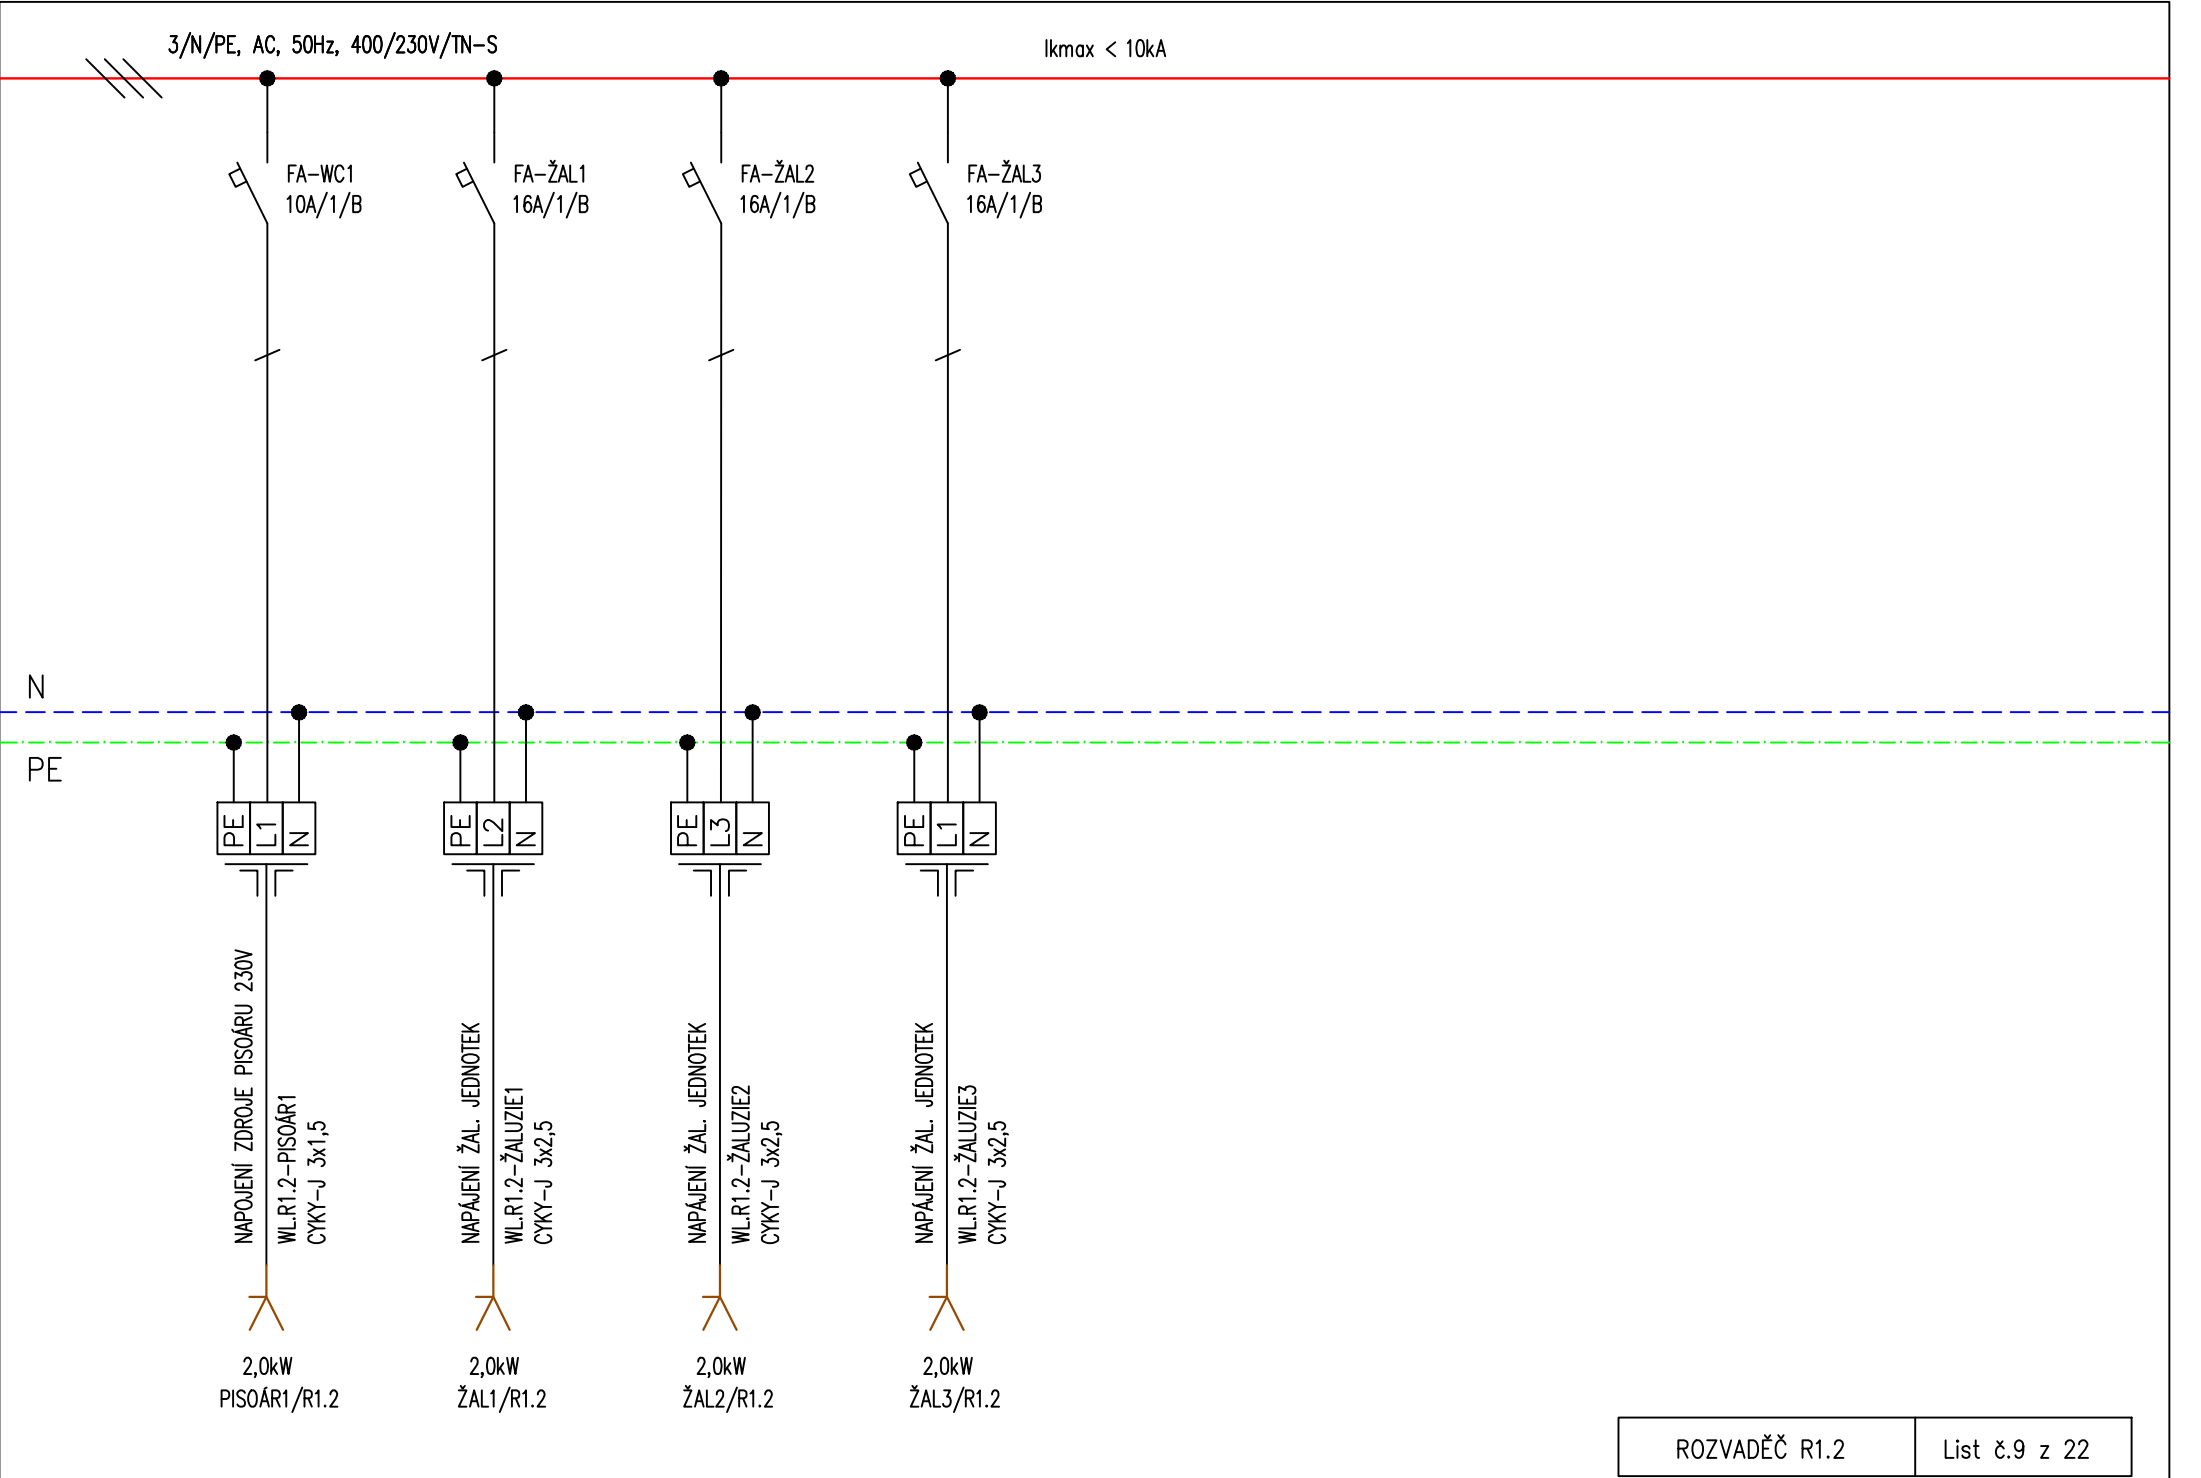 3/N/PE, AC, 50Hz, 400/230V/TN-S
Ikmax < 10kA
FA-WC1
10A/1/B
FA-ŽAL1
16A/1/B
FA-ŽAL2
16A/1/B
FA-ŽAL3
16A/1/B
N
PE
PE L1 N
PE L2 N
PE L3 N
PE L1 N
NAPOJENÍ ZDROJE PISOÁRU 230V
WL.R1.2-PISOÁR1
CYKY-J 3x1,5
NAPÁJENÍ ŽAL. JEDNOTEK
WL.R1.2-ŽALUZIE1
CYKY-J 3x2,5
NAPÁJENÍ ŽAL. JEDNOTEK
WL.R1.2-ŽALUZIE2
CYKY-J 3x2,5
NAPÁJENÍ ŽAL. JEDNOTEK
WL.R1.2-ŽALUZIE3
CYKY-J 3x2,5
2,0kW
PISOÁR1/R1.2
2,0kW
ŽAL1/R1.2
2,0kW
ŽAL2/R1.2
2,0kW
ŽAL3/R1.2
ROZVADĚČ R1.2
List č.9 z 22